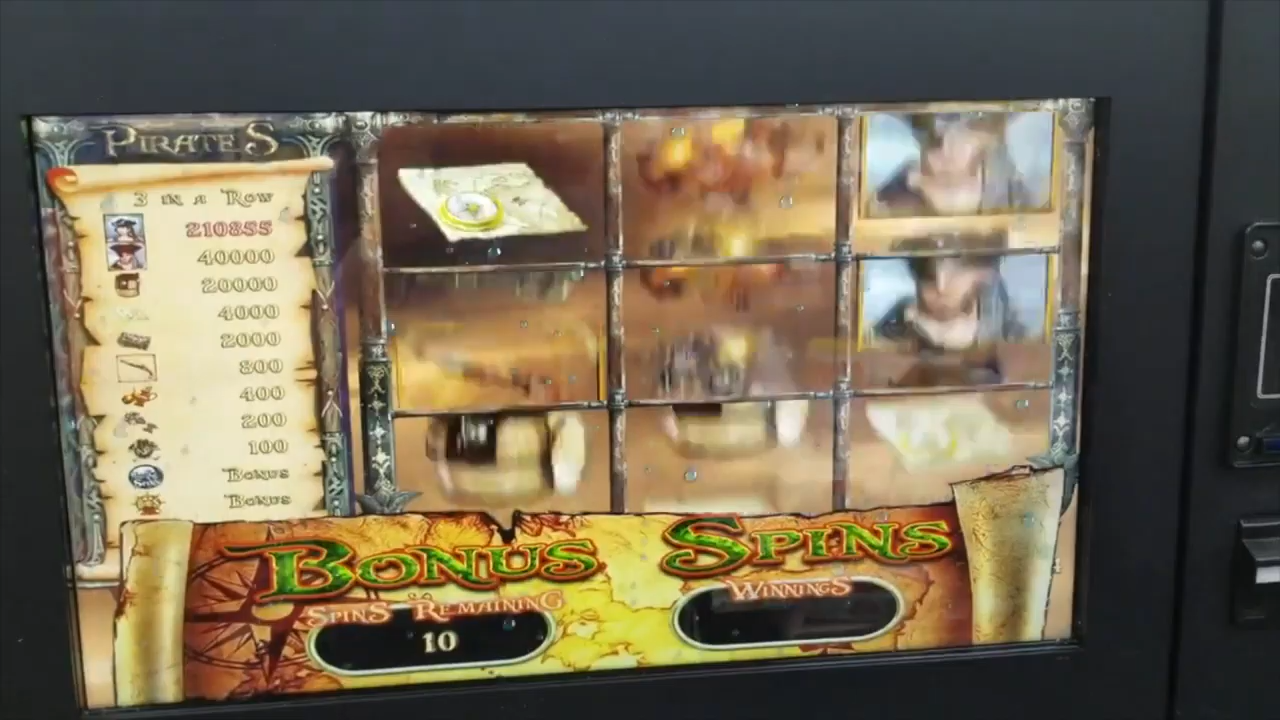 PIRATES
3 IN A ROW
210855
40000
20000
4000
2000
800
400
200
100
BONUS
BONUS
BONUS SPINS
SPINS REMAINING
10
WINNINGS